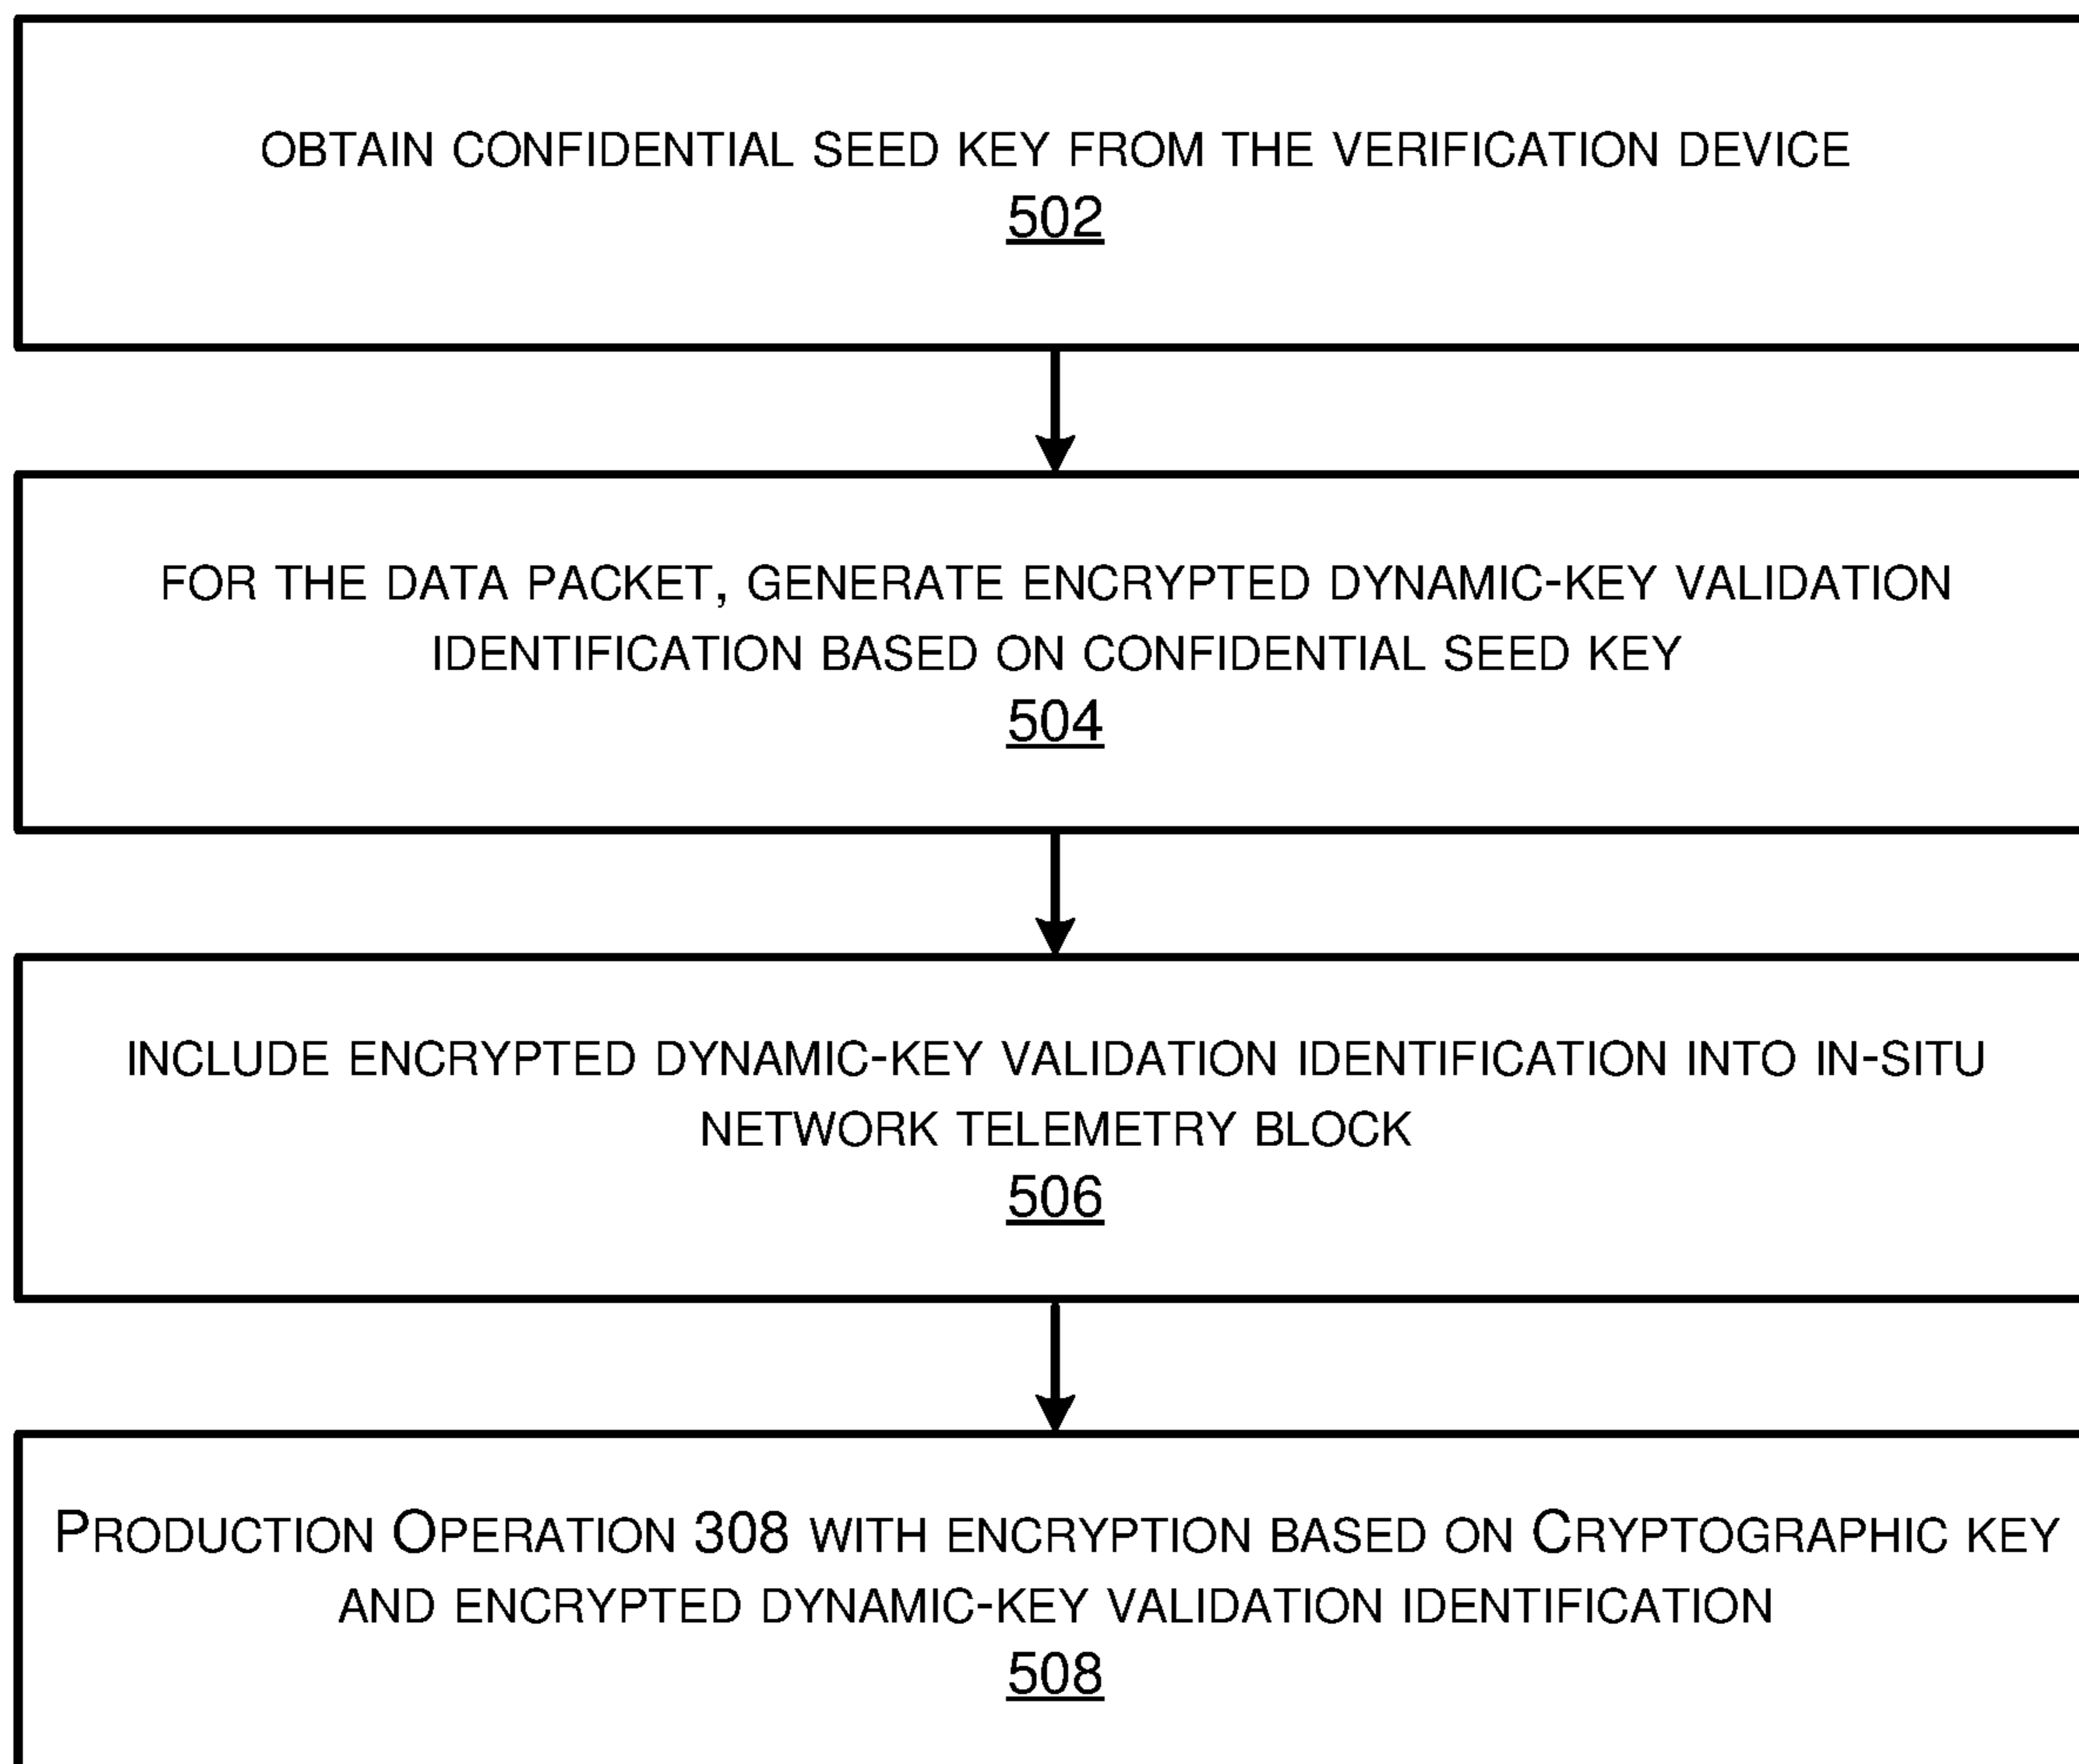 OBTAIN CONFIDENTIAL SEED KEY FROM THE VERIFICATION DEVICE
502
FOR THE DATA PACKET, GENERATE ENCRYPTED DYNAMIC-KEY VALIDATION
IDENTIFICATION BASED ON CONFIDENTIAL SEED KEY
504
INCLUDE ENCRYPTED DYNAMIC-KEY VALIDATION IDENTIFICATION INTO IN-SITU
NETWORK TELEMETRY BLOCK
506
PRODUCTION OPERATION 308 WITH ENCRYPTION BASED ON CRYPTOGRAPHIC KEY
AND ENCRYPTED DYNAMIC-KEY VALIDATION IDENTIFICATION
508